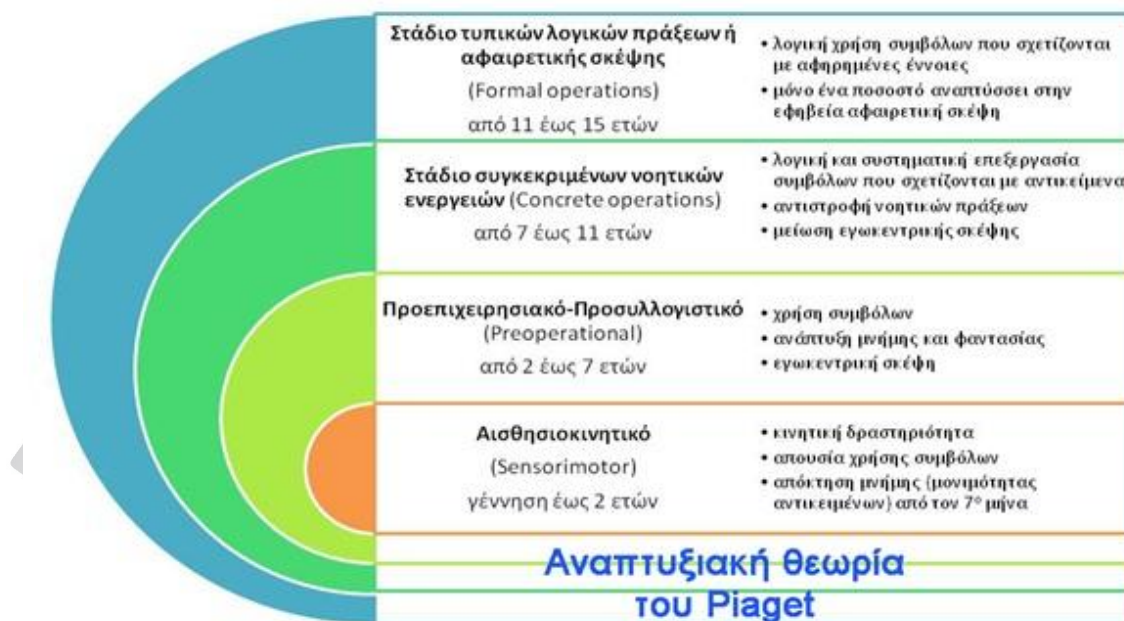 Στάδιο τυπικών λογικών πράξεων ή
αφαιρετικής σκέψης
(Formal operations)
από 11 έως 15 ετών
• λογική χρήση συμβόλων που σχετίζονται
με αφηρημένες έννοιες
• μόνο ένα ποσοστό αναπτύσσει στην
εφηβεία αφαιρετική σκέψη
Στάδιο συγκεκριμένων νοητικών
ενεργειών (Concrete operations)
από 7 έως 11 ετών
• λογική και συστηματική επεξεργασία
συμβόλων που σχετίζονται με αντικείμενα
• αντιστροφή νοητικών πράξεων
• μείωση εγωκεντρικής σκέψης
Προεπιχειρησιακό-Προσυλλογιστικό
(Preoperational)
από 2 έως 7 ετών
• χρήση συμβόλων
• ανάπτυξη μνήμης και φαντασίας
• εγωκεντρική σκέψη
Αισθησιοκινητικό
(Sensorimotor)
γέννηση έως 2 ετών
• κινητική δραστηριότητα
• απουσία χρήσης συμβόλων
• απόκτηση μνήμης (μονιμότητας
αντικειμένων) από τον 7° μήνα
Αναπτυξιακή θεωρία
του Piaget